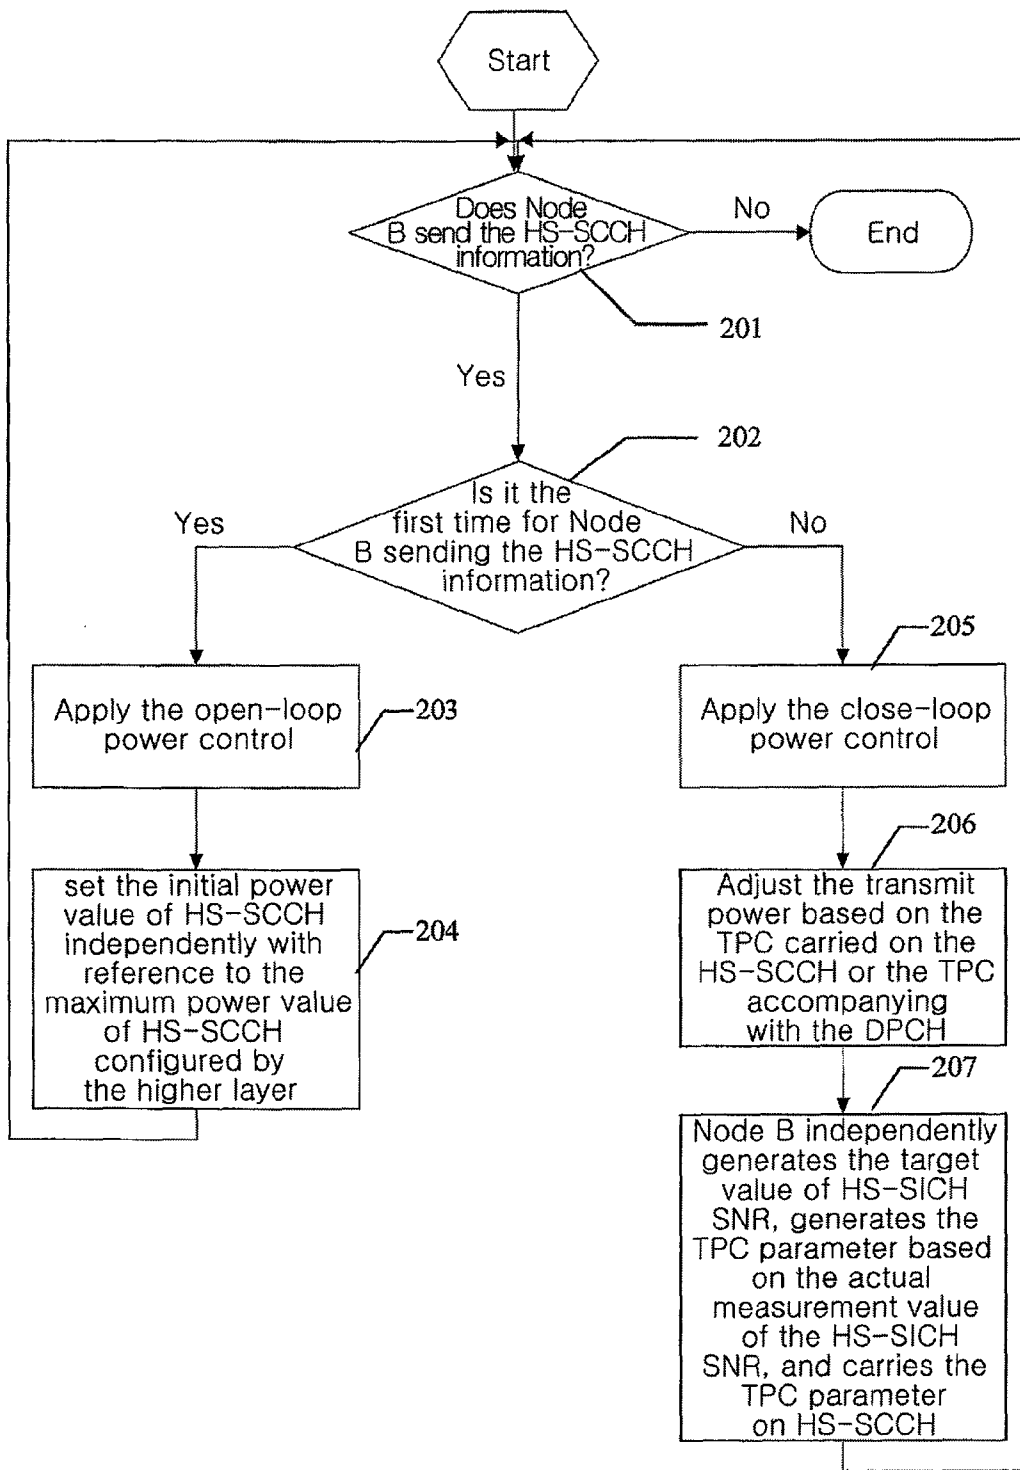 Start
Does Node
B send the HS-SCCH
information?
No
End
201
Yes
202
Is it the
first time for Node
B sending the HS-SCCH
information?
Yes
No
203
Apply the open-loop
power control
205
Apply the close-loop
power control
204
set the initial power
value of HS-SCCH
independently with
reference to the
maximum power value
of HS-SCCH
configured by
the higher layer
206
Adjust the transmit
power based on the
TPC carried on the
HS-SCCH or the TPC
accompanying
with the DPCH
207
Node B independently
generates the target
value of HS-SICH
SNR, generates the
TPC parameter based
on the actual
measurement value
of the HS-SICH
SNR, and carries the
TPC parameter
on HS-SCCH